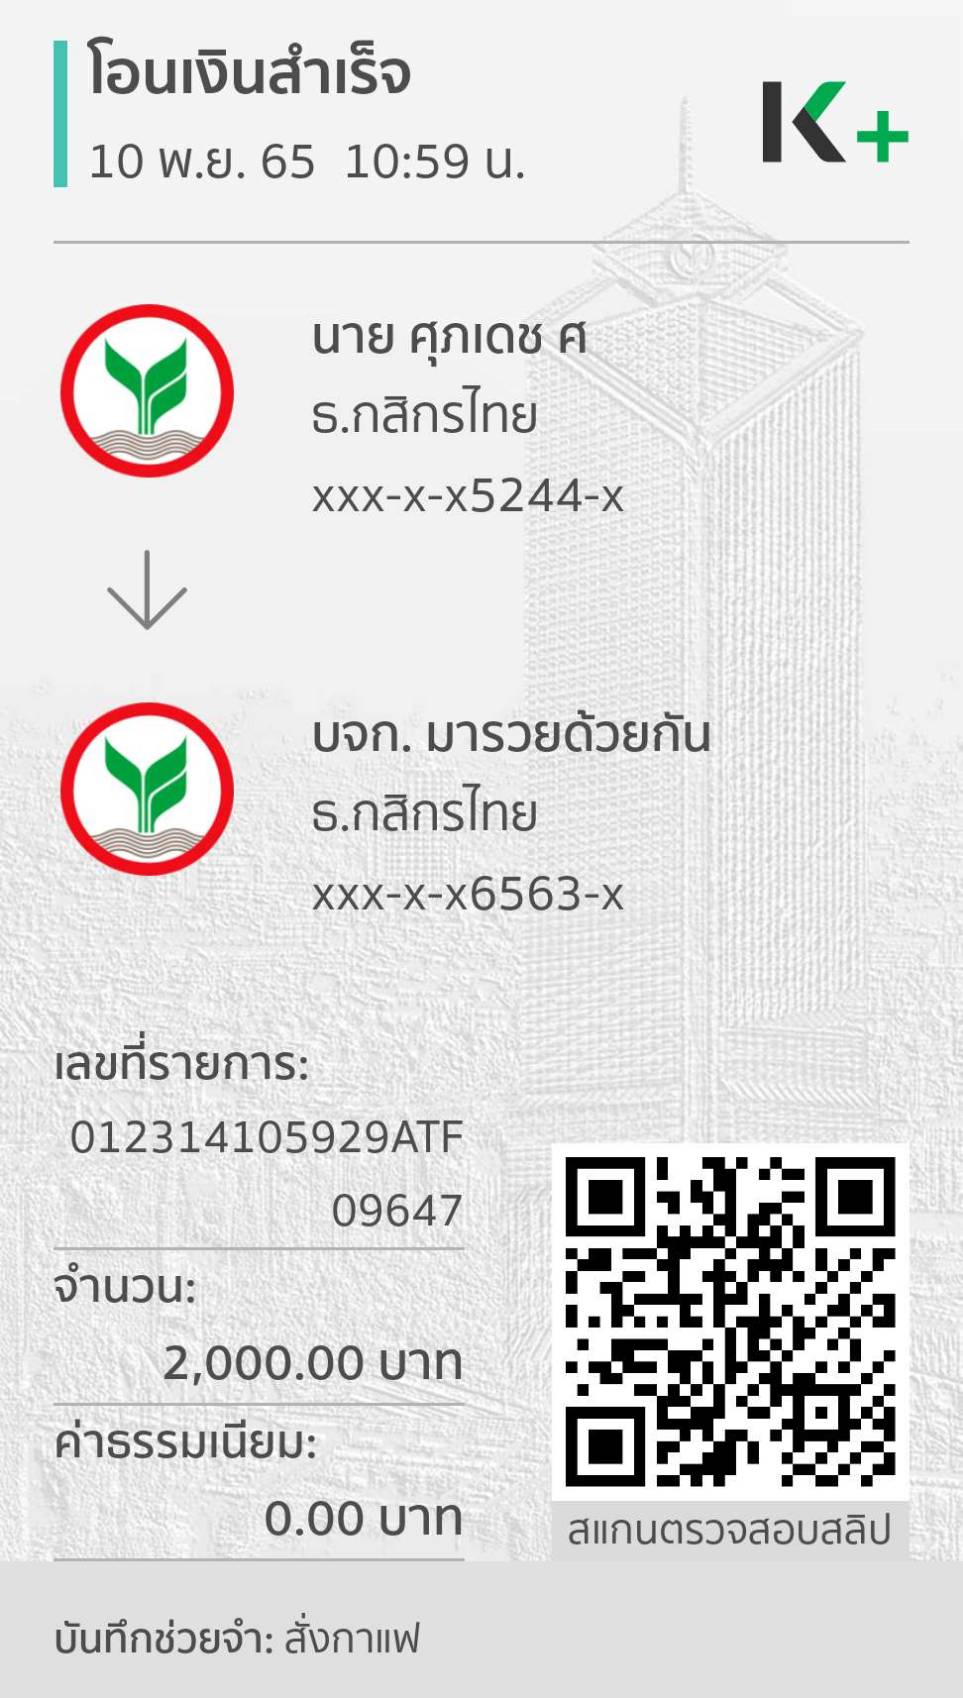 โอนเงินสำเร็จ
10 พ.ย. 65 10:59 น.
K+
นาย ศุภเดช ศ
ธ.กสิกรไทย
xxx-x-x5244-x
บจก. มารวยด้วยกัน
ธ.กสิกรไทย
xxx-x-x6563-x
เลขที่รายการ:
012314105929ATF
09647
จำนวน:
2,000.00 บาท
ค่าธรรมเนียม:
0.00 บาท
สแกนตรวจสอบสลิป
บันทึกช่วยจำ: สั่งกาแฟ